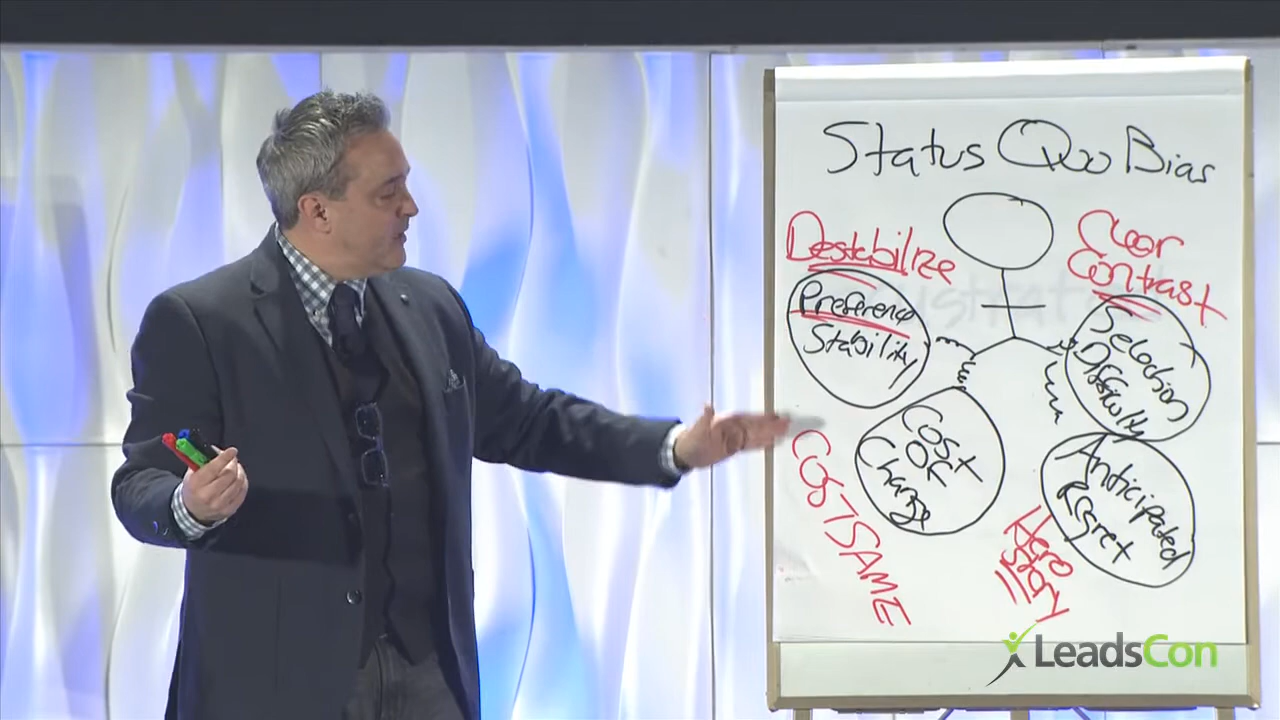 Status Quo Bias
Destabilize
Preference
Stability
Cost
of
Change
COST SAME
Clear
Contrast
Selection
Difficulty
Anticipated
Regret
Hero
Story
LeadsCon